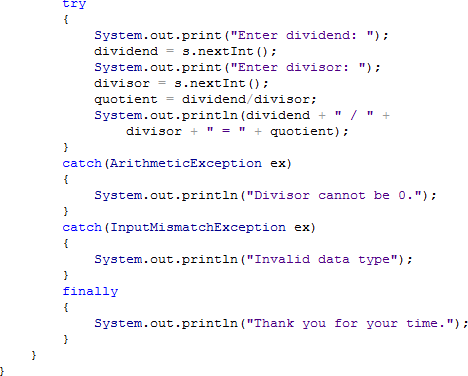 try
{
System.out.print("Enter dividend: ");
dividend = s.nextInt();
System.out.print("Enter divisor: ");
divisor = s.nextInt();
quotient = dividend/divisor;
System.out.println(dividend + " / " +
divisor + " = " + quotient);
}
catch(ArithmeticException ex)
{
System.out.println("Divisor cannot be 0.");
}
catch(InputMismatchException ex)
{
System.out.println("Invalid data type");
}
finally
{
System.out.println("Thank you for your time.");
}
}
}